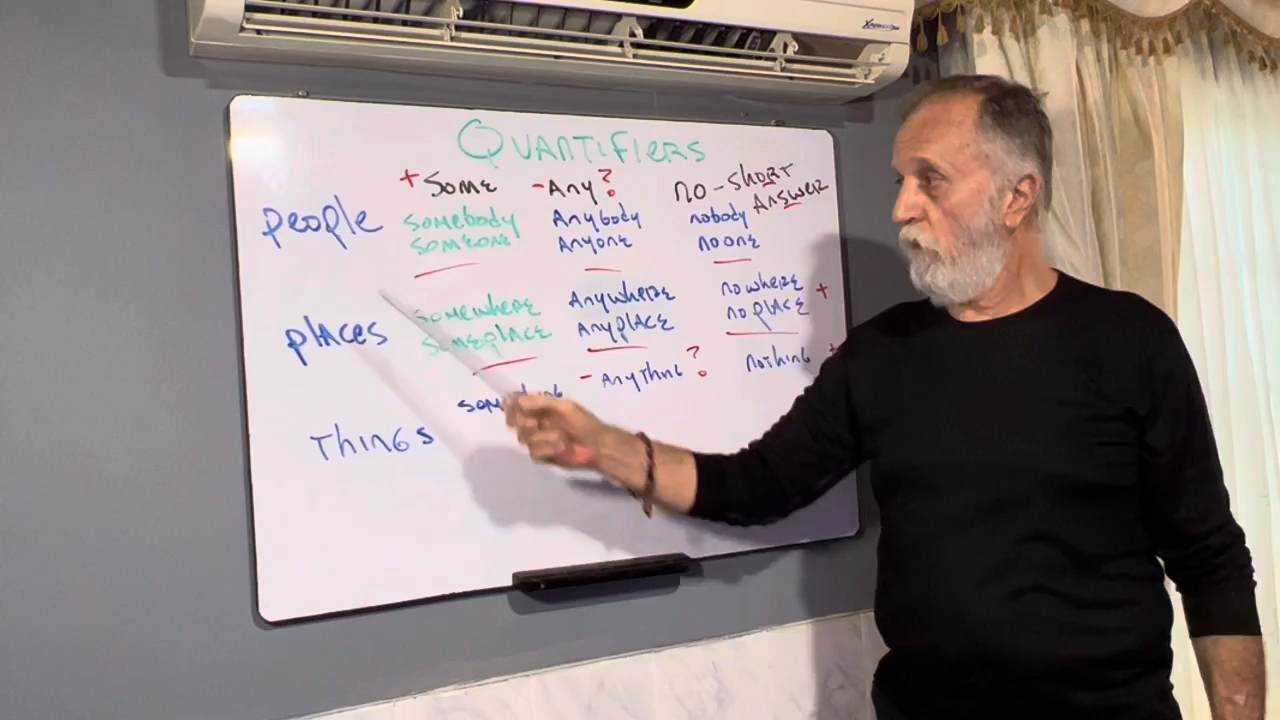 Quantifiers
+ Some - Any ? no - short Answer
people somebody Anybody nobody
someone Anyone no one
places somewhere Anywhere nowhere +
someplace Anyplace no place
- Anything ? nothing
Things